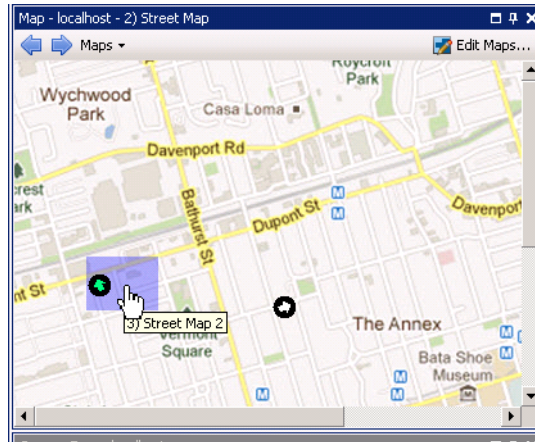 Map - localhost - 2) Street Map
Maps
Edit Maps...
Roycroft
Park
Wychwood
Park
Casa Loma
Davenport Rd
crest
ark
Bathurst St
Dupont St
Davenport
nt St
3) Street Map 2
Vermont
Square
The Annex
Bata Shoe
Museum
M
M
M
M
M
M